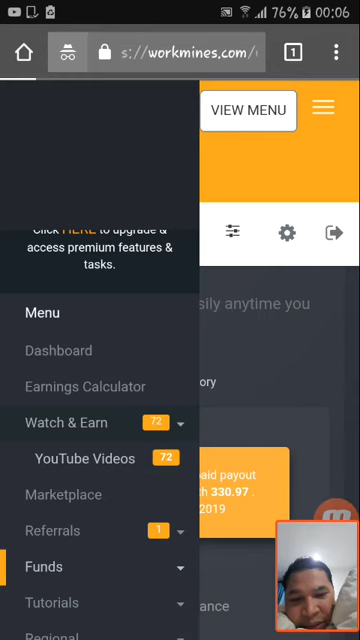 76% 00:06
s://workmines.com/
1
VIEW MENU
Click HERE to upgrade &
access premium features &
tasks.
Menu
Dashboard
Earnings Calculator
Watch & Earn 72
YouTube Videos 72
Marketplace
Referrals 1
Funds
Tutorials
Regional
sily anytime you
ory
aid payout
h 330.97 .
2019
ance